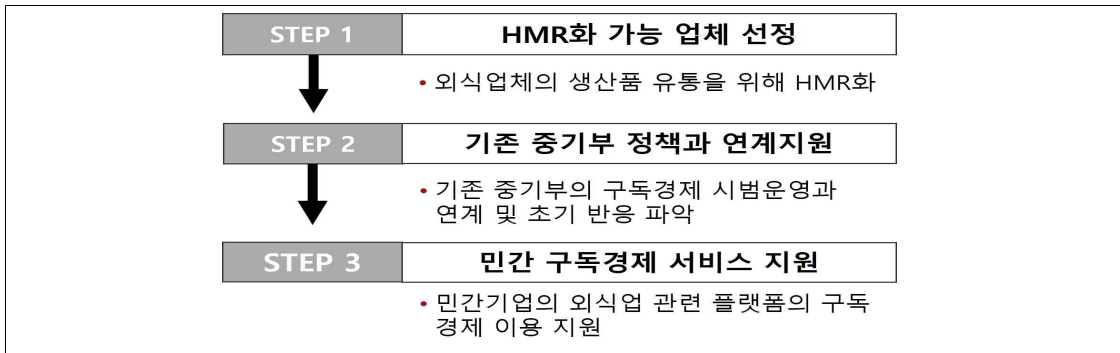 STEP 1
HMR화 가능 업체 선정
• 외식업체의 생산품 유통을 위해 HMR화
STEP 2
기존 중기부 정책과 연계지원
• 기존 중기부의 구독경제 시범운영과
연계 및 초기 반응 파악
STEP 3
민간 구독경제 서비스 지원
• 민간기업의 외식업 관련 플랫폼의 구독
경제 이용 지원